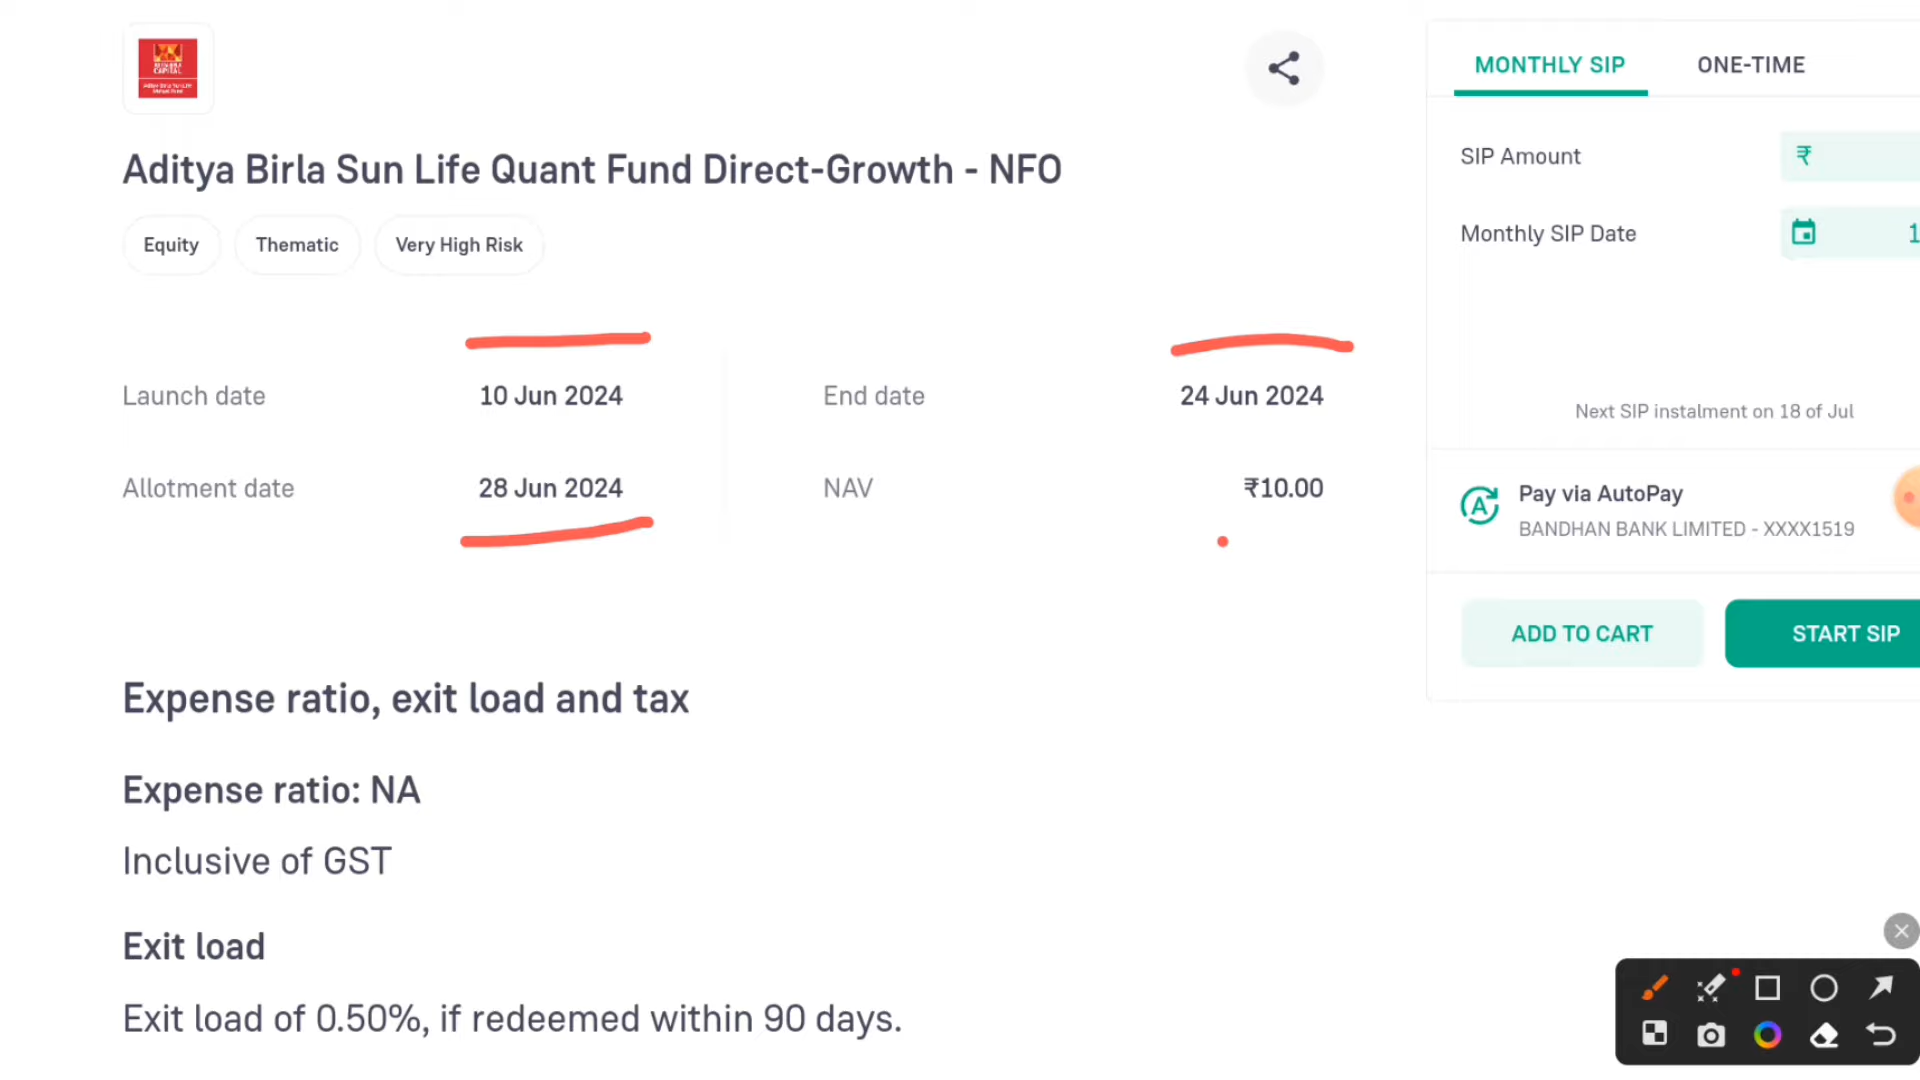 CAPITAL
MONTHLY SIP
ONE-TIME
Aditya Birla Sun Life Quant Fund Direct-Growth - NFO
Equity
Thematic
Very High Risk
SIP Amount
₹
Monthly SIP Date
1
Launch date
10 Jun 2024
End date
24 Jun 2024
Allotment date
28 Jun 2024
NAV
₹10.00
Next SIP instalment on 18 of Jul
Pay via AutoPay
BANDHAN BANK LIMITED - XXXX1519
ADD TO CART
START SIP
Expense ratio, exit load and tax
Expense ratio: NA
Inclusive of GST
Exit load
Exit load of 0.50%, if redeemed within 90 days.